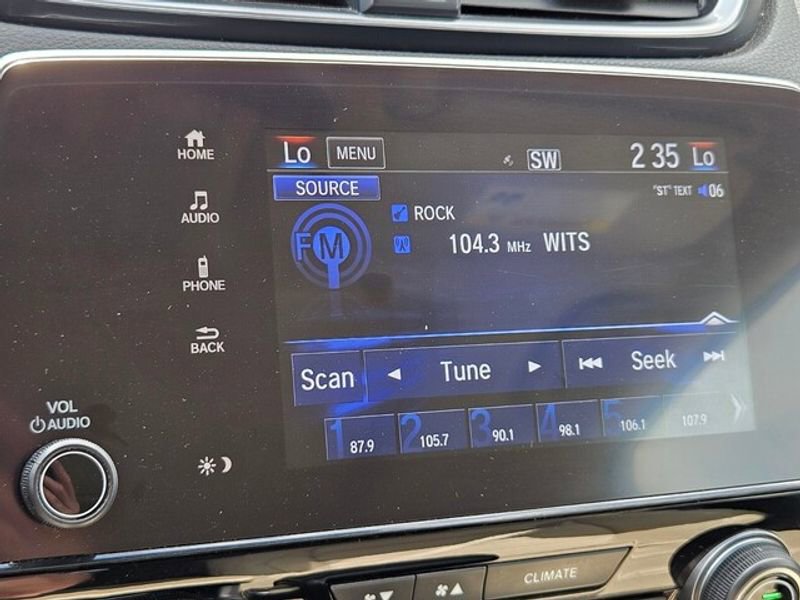 Lo MENU SW 2 35 Lo
HOME
SOURCE
"ST" TEXT 06
ROCK
AUDIO
FM
104.3 MHz WITS
PHONE
BACK
Scan Tune Seek
1 87.9 2 105.7 3 90.1 4 98.1 5 106.1 107.9
VOL
AUDIO
CLIMATE